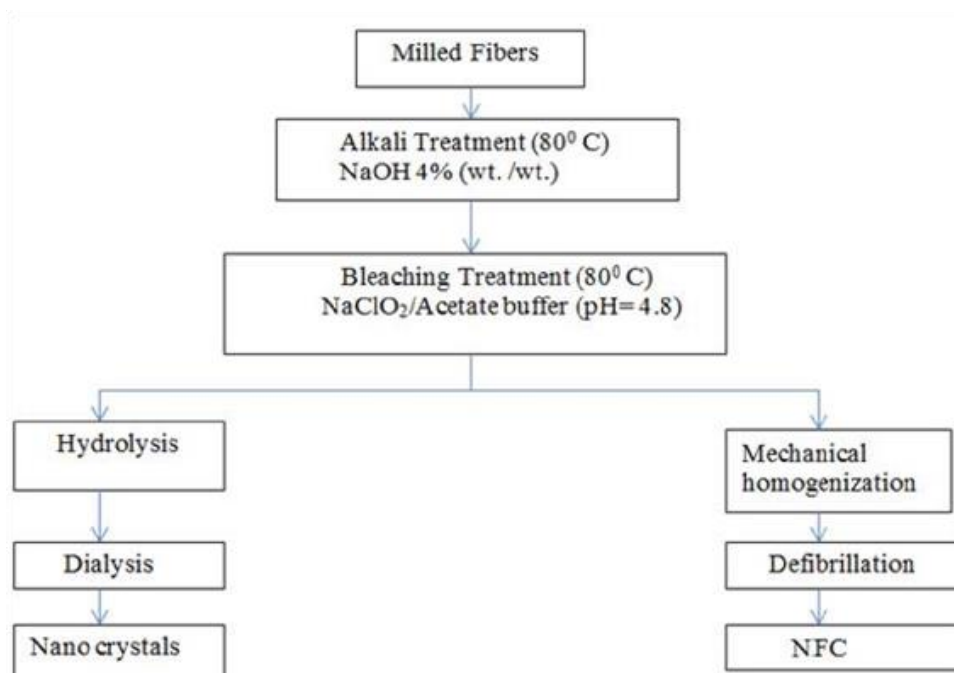 Milled Fibers
Alkali Treatment (80⁰ C)
NaOH 4% (wt. /wt.)
Bleaching Treatment (80⁰ C)
NaClO₂/Acetate buffer (pH= 4.8)
Hydrolysis
Dialysis
Nano crystals
Mechanical
homogenization
Defibrillation
NFC